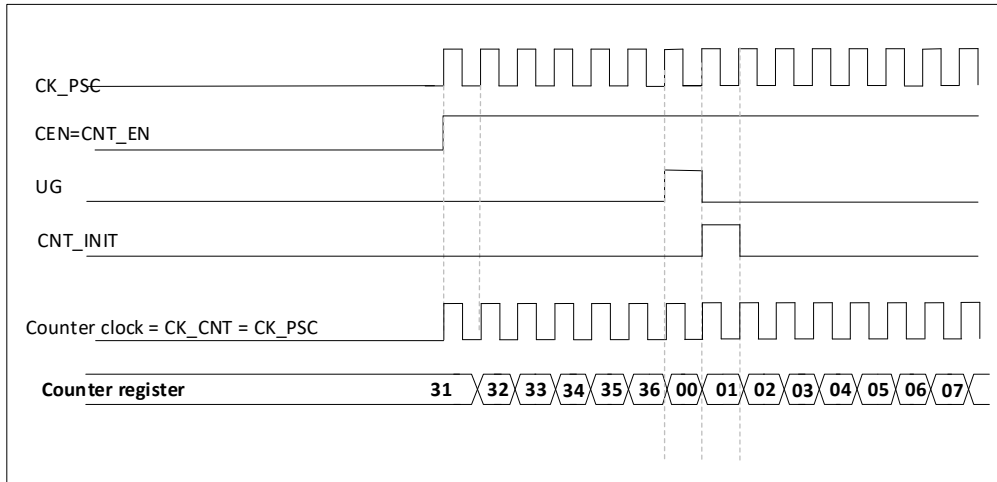 CK_PSC
CEN=CNT_EN
UG
CNT_INIT
Counter clock = CK_CNT = CK_PSC
Counter register 31 32 33 34 35 36 00 01 02 03 04 05 06 07